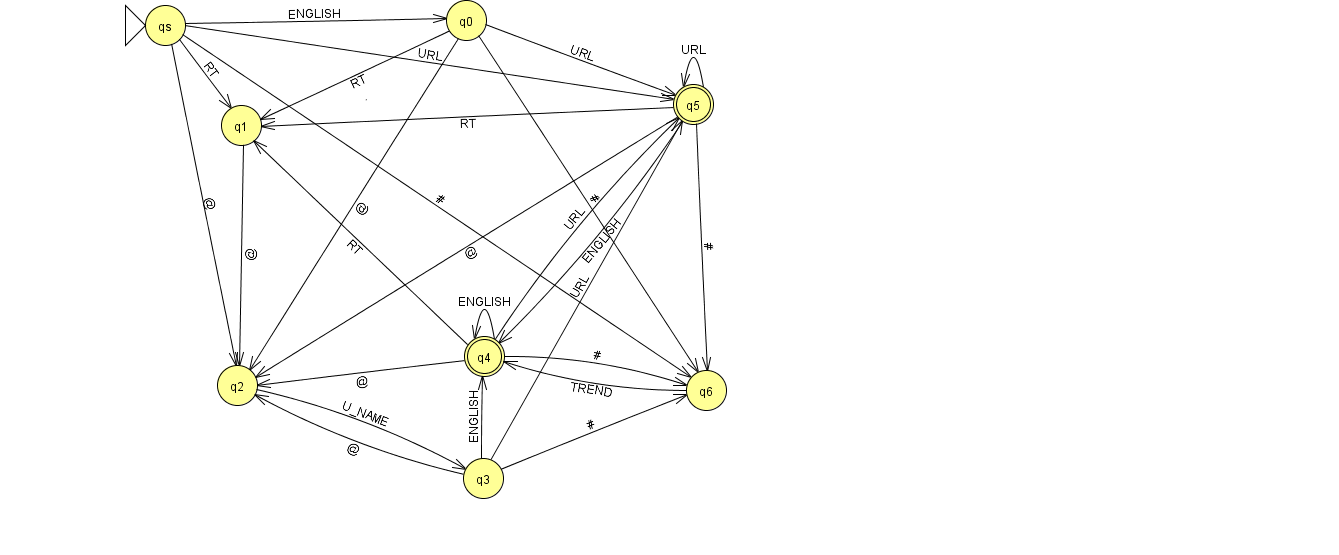 ENGLISH
qs
q0
URL
URL
URL
RT
RT
q5
q1
RT
@
#
@
#
URL
ENGLISH
#
@
RT
@
URL
ENGLISH
q4
#
@
q2
TREND
q6
U_NAME
ENGLISH
#
@
q3